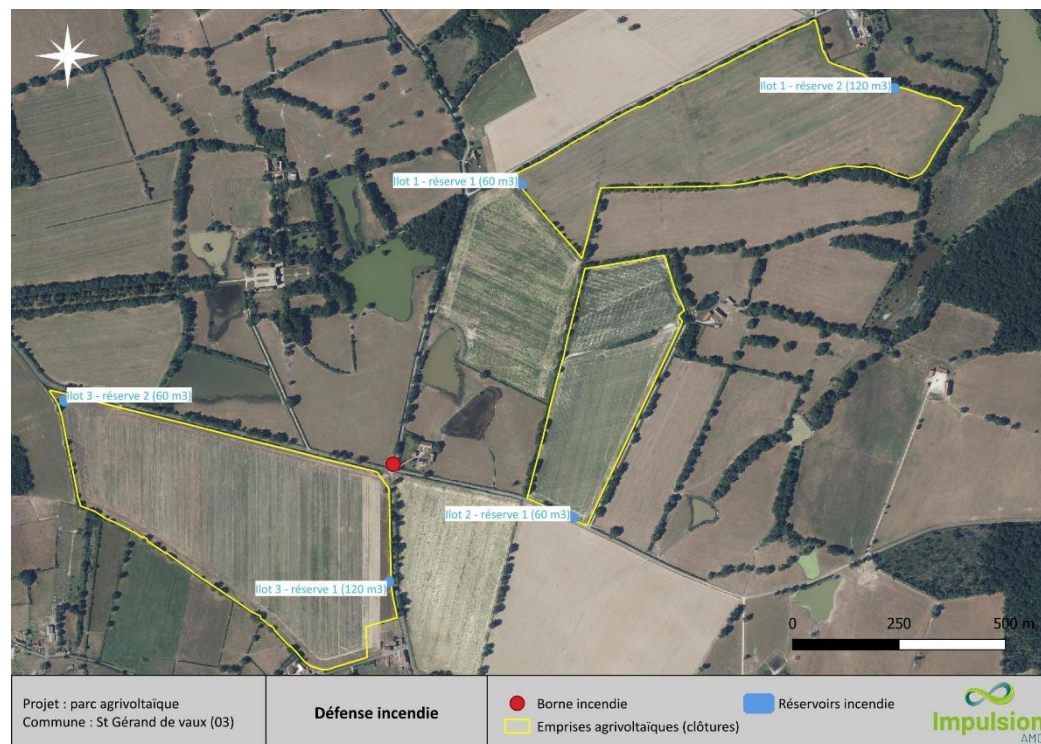 Ilot 1 - réserve 2 (120 m3)
Ilot 1 - réserve 1 (60 m3)
Ilot 3 - réserve 2 (60 m3)
Ilot 2 - réserve 1 (60 m3)
Ilot 3 - réserve 1 (120 m3)
0 250 500 m
Projet : parc agrivoltaïque
Commune : St Gérand de vaux (03)
Défense incendie
Borne incendie
Réservoirs incendie
Emprises agrivoltaïques (clôtures)
Impulsion
AMO